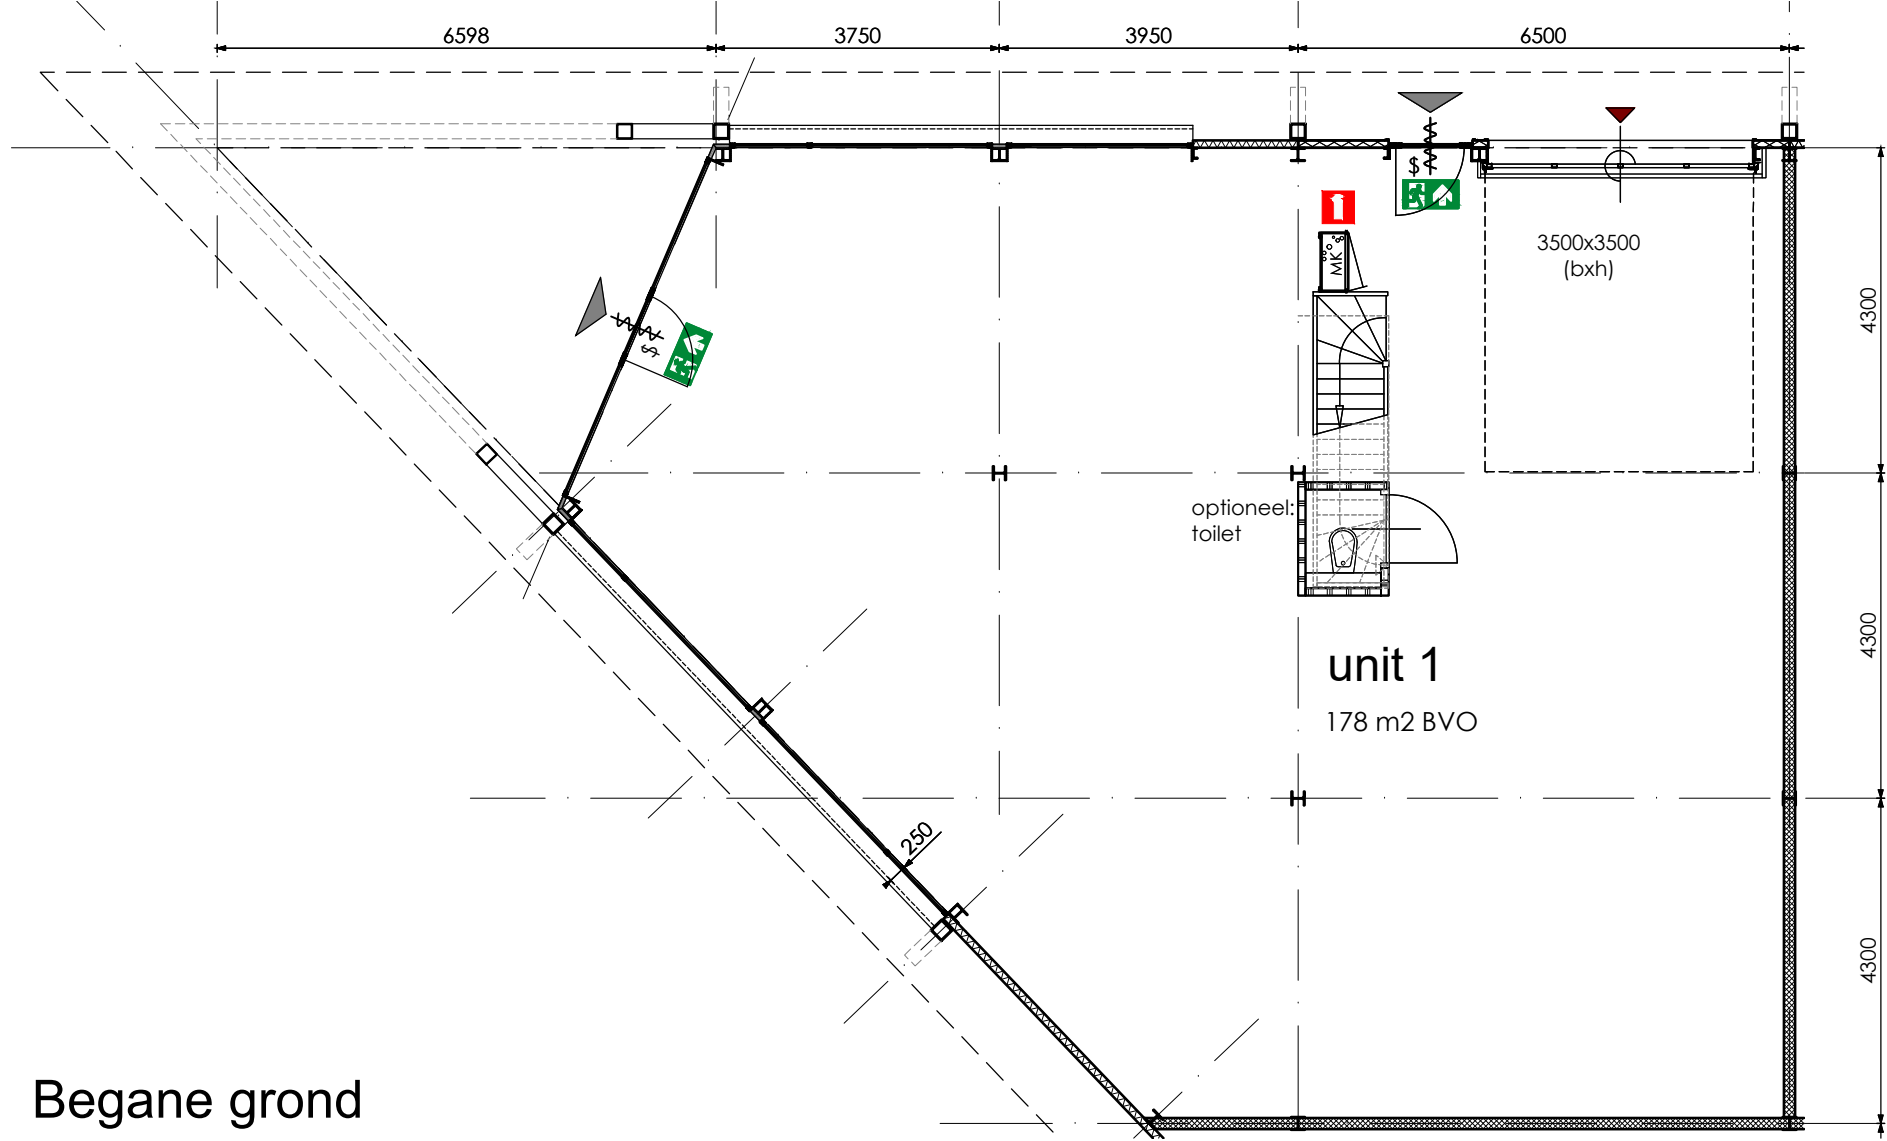 6598
3750
3950
6500
$
3500x3500
(bxh)
MK
4300
$
optioneel:
toilet
4300
unit 1
178 m2 BVO
250
4300
Begane grond